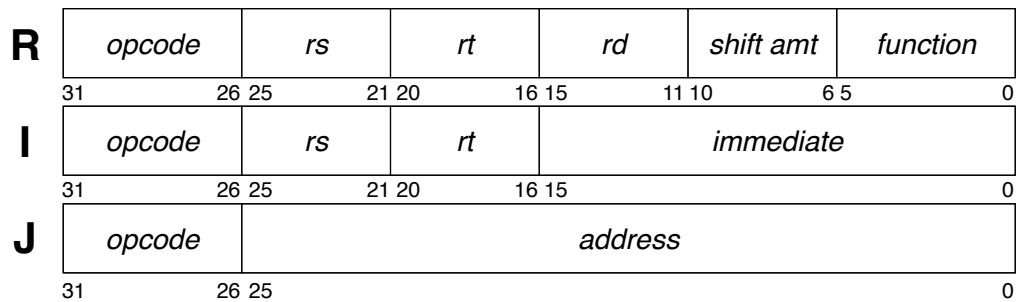 R opcode rs rt rd shift amt function
31 26 25 21 20 16 15 11 10 6 5 0
I opcode rs rt immediate
31 26 25 21 20 16 15 0
J opcode address
31 26 25 0